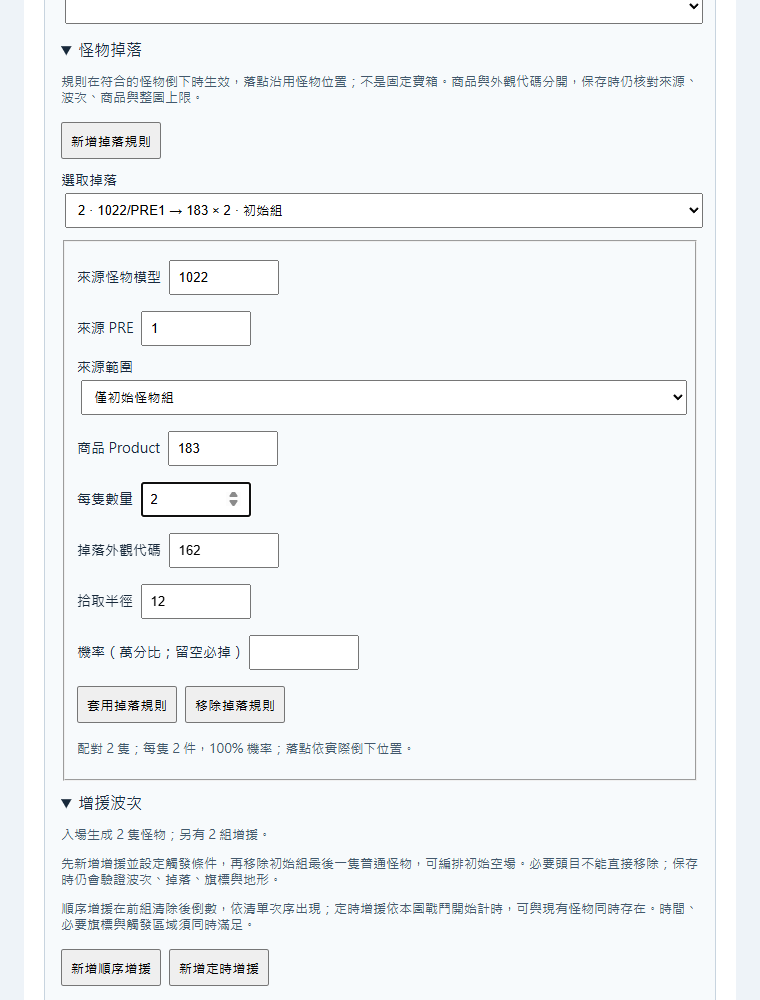 怪物掉落
規則在符合的怪物倒下時生效，落點沿用怪物位置；不是固定寶箱。商品與外觀代碼分開，保存時仍核對來源、
波次、商品與整圖上限。
新增掉落規則
選取掉落
2 · 1022/PRE1 → 183 × 2 · 初始組
來源怪物模型 1022
來源 PRE 1
來源範圍
僅初始怪物組
商品 Product 183
每隻數量 2
掉落外觀代碼 162
拾取半徑 12
機率（萬分比；留空必掉）
套用掉落規則 移除掉落規則
配對 2 隻；每隻 2 件，100% 機率；落點依實際倒下位置。
增援波次
入場生成 2 隻怪物；另有 2 組增援。
先新增增援並設定觸發條件，再移除初始組最後一隻普通怪物，可編排初始空場。必要頭目不能直接移除；保存
時仍會驗證波次、掉落、旗標與地形。
順序增援在前組清除後倒數，依清單次序出現；定時增援依本圖戰鬥開始計時，可與現有怪物同時存在。時間、
必要旗標與觸發區域須同時滿足。
新增順序增援 新增定時增援